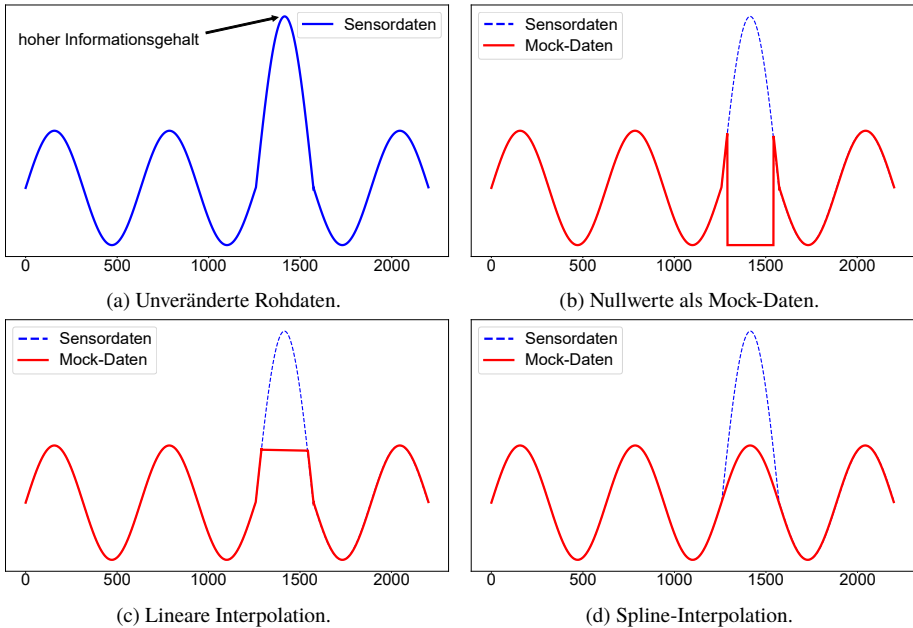 hoher Informationsgehalt
Sensordaten
0 500 1000 1500 2000
(a) Unveränderte Rohdaten.
Sensordaten
Mock-Daten
0 500 1000 1500 2000
(b) Nullwerte als Mock-Daten.
Sensordaten
Mock-Daten
0 500 1000 1500 2000
(c) Lineare Interpolation.
Sensordaten
Mock-Daten
0 500 1000 1500 2000
(d) Spline-Interpolation.